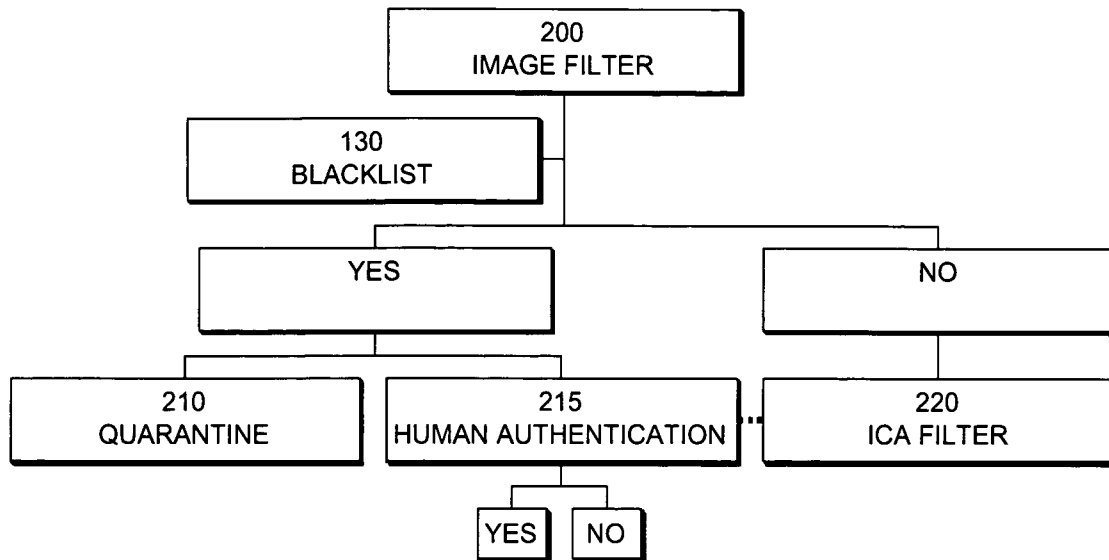 200
IMAGE FILTER
130
BLACKLIST
YES
NO
210
QUARANTINE
215
HUMAN AUTHENTICATION
220
ICA FILTER
YES
NO